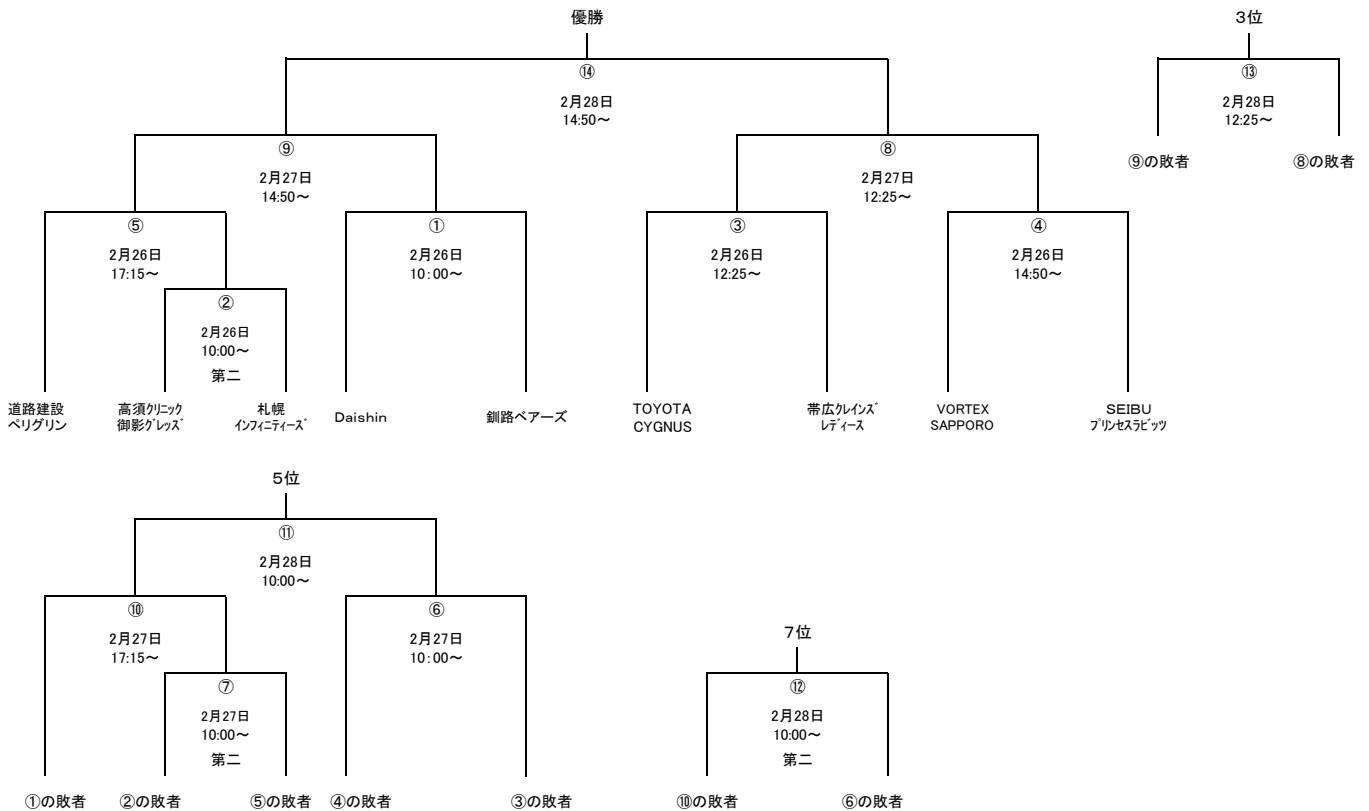 優勝
⑭
2月28日
14:50～
3位
⑬
2月28日
12:25～
⑨の敗者
⑧の敗者
⑨
2月27日
14:50～
⑧
2月27日
12:25～
⑤
2月26日
17:15～
①
2月26日
10：00～
③
2月26日
12:25～
④
2月26日
14:50～
②
2月26日
10:00～
第二
道路建設
ペリグリン
高須ｸﾘﾆｯｸ
御影ｸﾞﾚｯｽﾞ
札幌
ｲﾝﾌｨﾆﾃｨｰｽﾞ
Daishin
釧路ベアーズ
TOYOTA
CYGNUS
帯広ｸﾚｲﾝｽﾞ
ﾚﾃﾞｨｰｽ
VORTEX
SAPPORO
SEIBU
ﾌﾟﾘﾝｾｽﾗﾋﾞｯﾂ
5位
⑪
2月28日
10:00～
⑩
2月27日
17:15～
⑥
2月27日
10：00～
⑦
2月27日
10:00～
第二
①の敗者
②の敗者
⑤の敗者
④の敗者
③の敗者
7位
⑫
2月28日
10:00～
第二
⑩の敗者
⑥の敗者